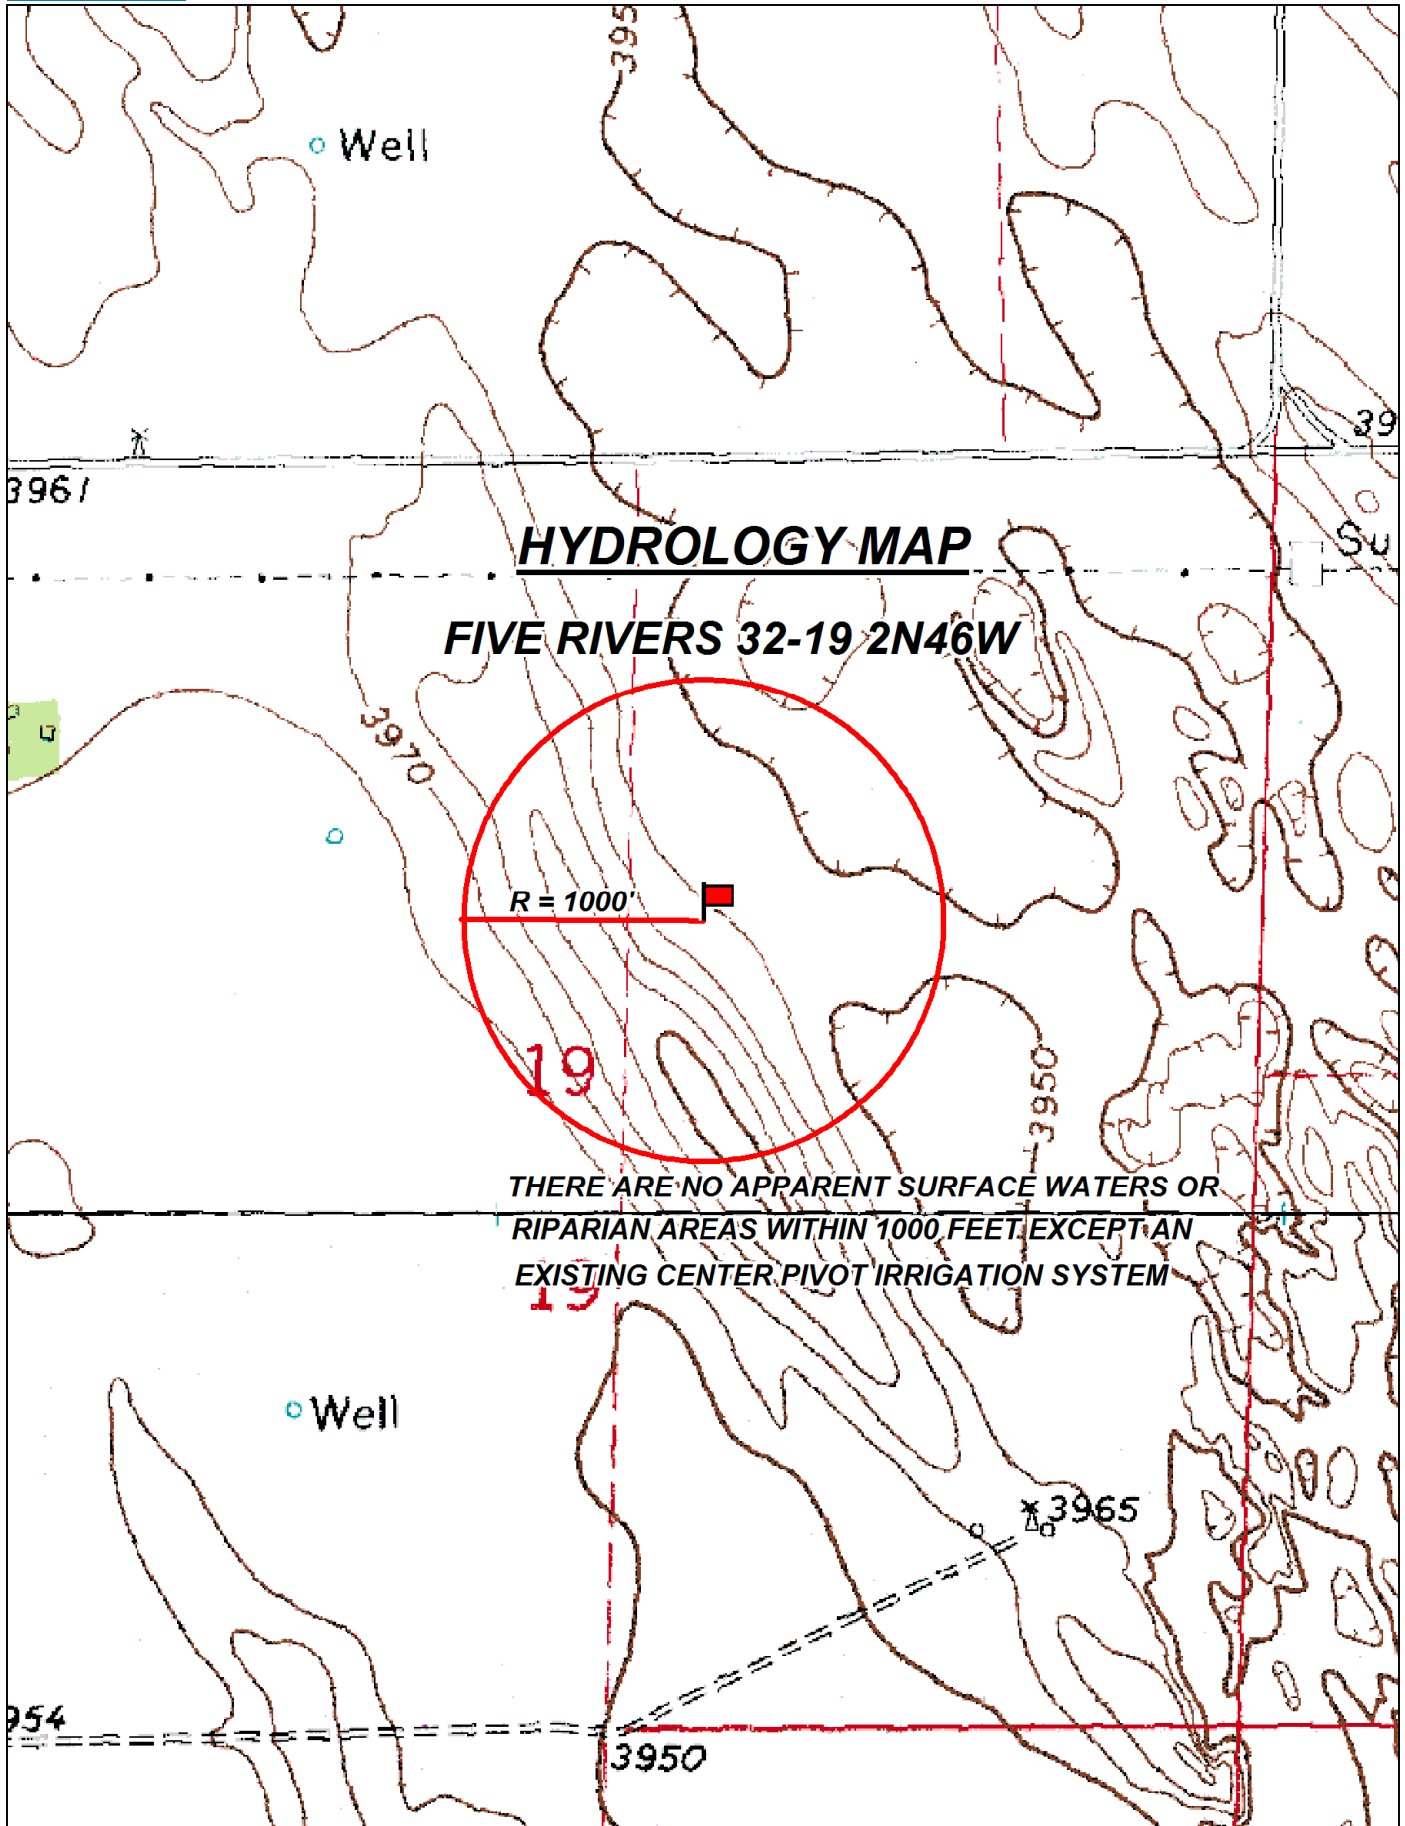 395
Well
39
3961
HYDROLOGY MAP
Su
FIVE RIVERS 32-19 2N46W
3970
R = 1000'
19
3950
THERE ARE NO APPARENT SURFACE WATERS OR
RIPARIAN AREAS WITHIN 1000 FEET EXCEPT AN
EXISTING CENTER PIVOT IRRIGATION SYSTEM
19
Well
3965
954
3950